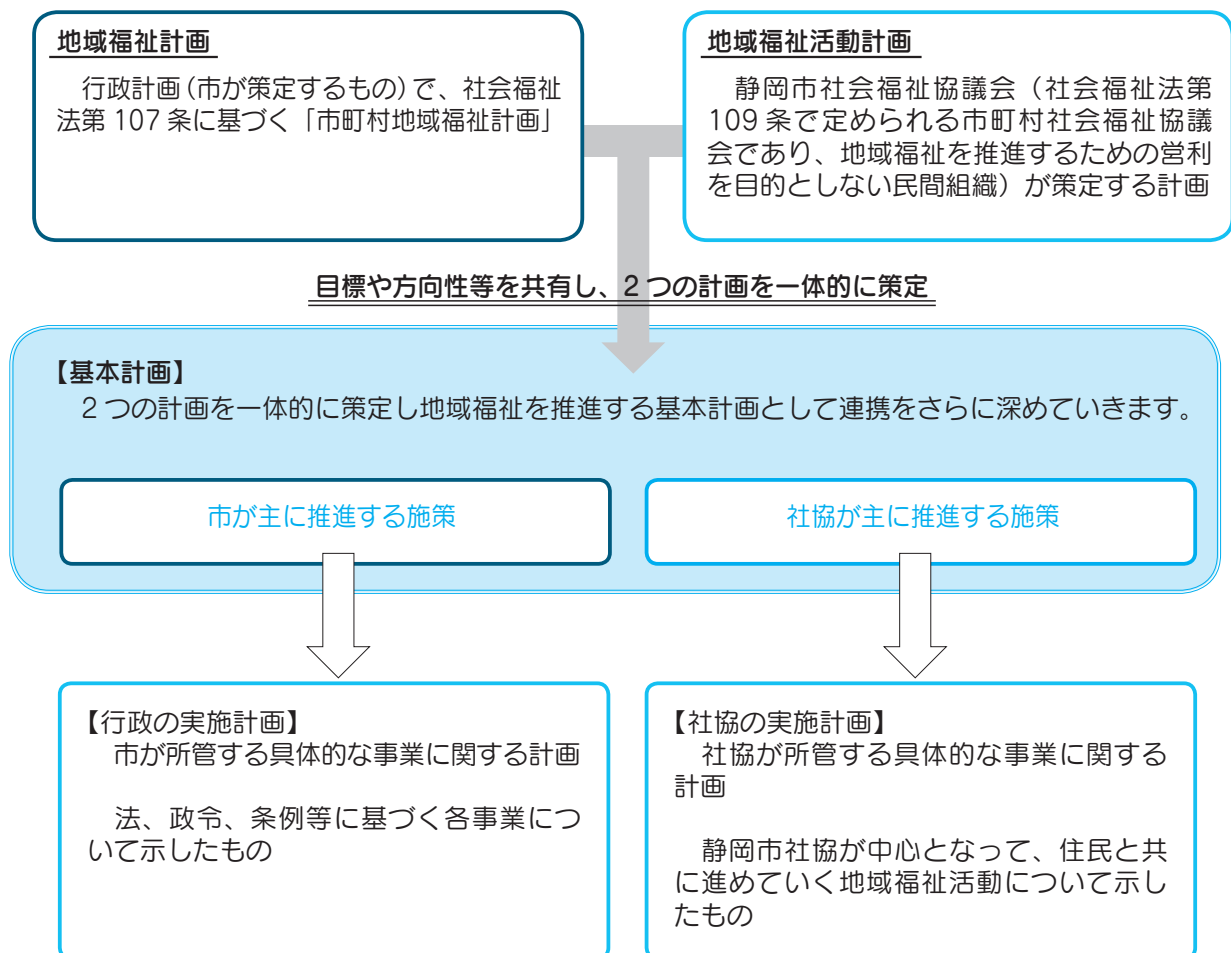 地域福祉計画
行政計画(市が策定するもの)で、社会福祉
法第 107 条に基づく「市町村地域福祉計画」
地域福祉活動計画
静岡市社会福祉協議会（社会福祉法第
109 条で定められる市町村社会福祉協議
会であり、地域福祉を推進するための営利
を目的としない民間組織）が策定する計画
目標や方向性等を共有し、2 つの計画を一体的に策定
【基本計画】
2 つの計画を一体的に策定し地域福祉を推進する基本計画として連携をさらに深めていきます。
市が主に推進する施策
社協が主に推進する施策
【行政の実施計画】
市が所管する具体的な事業に関する計画
法、政令、条例等に基づく各事業につ
いて示したもの
【社協の実施計画】
社協が所管する具体的な事業に関する
計画
静岡市社協が中心となって、住民と共
に進めていく地域福祉活動について示し
たもの